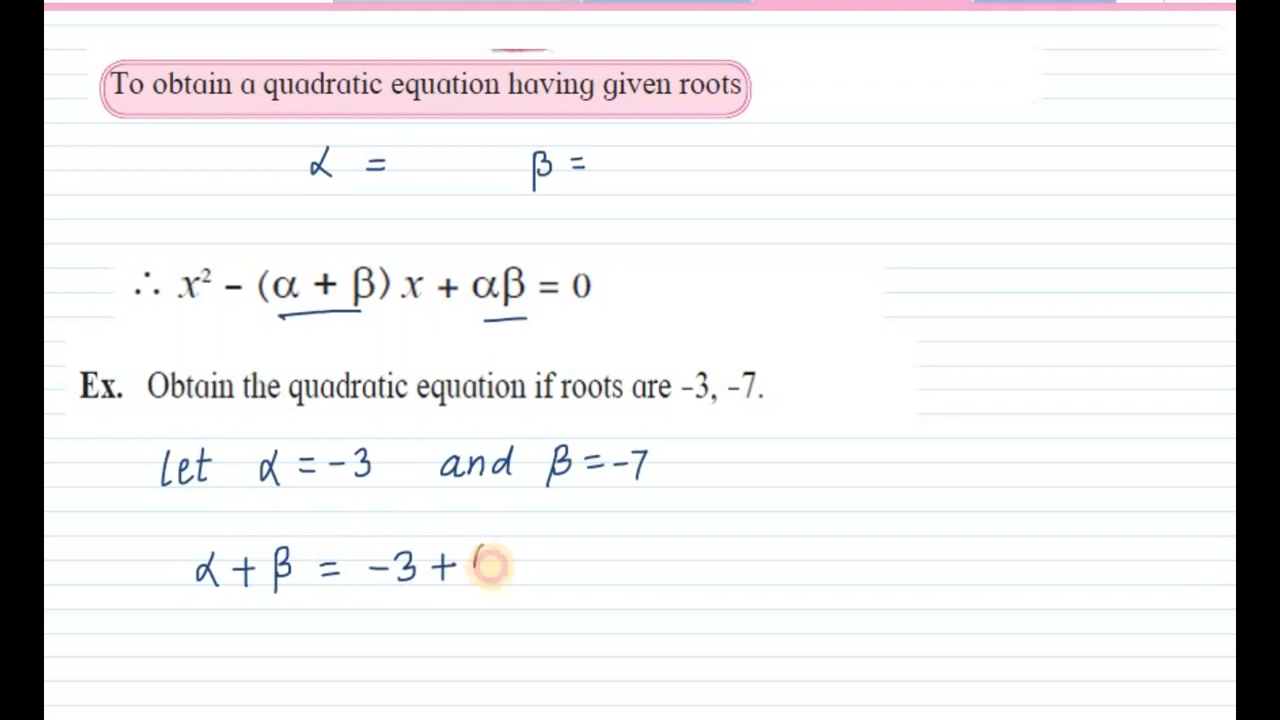 To obtain a quadratic equation having given roots
α = β =
∴ x² – (α + β) x + αβ = 0
Ex. Obtain the quadratic equation if roots are –3, –7.
Let α = -3 and β = -7
α + β = -3 + (